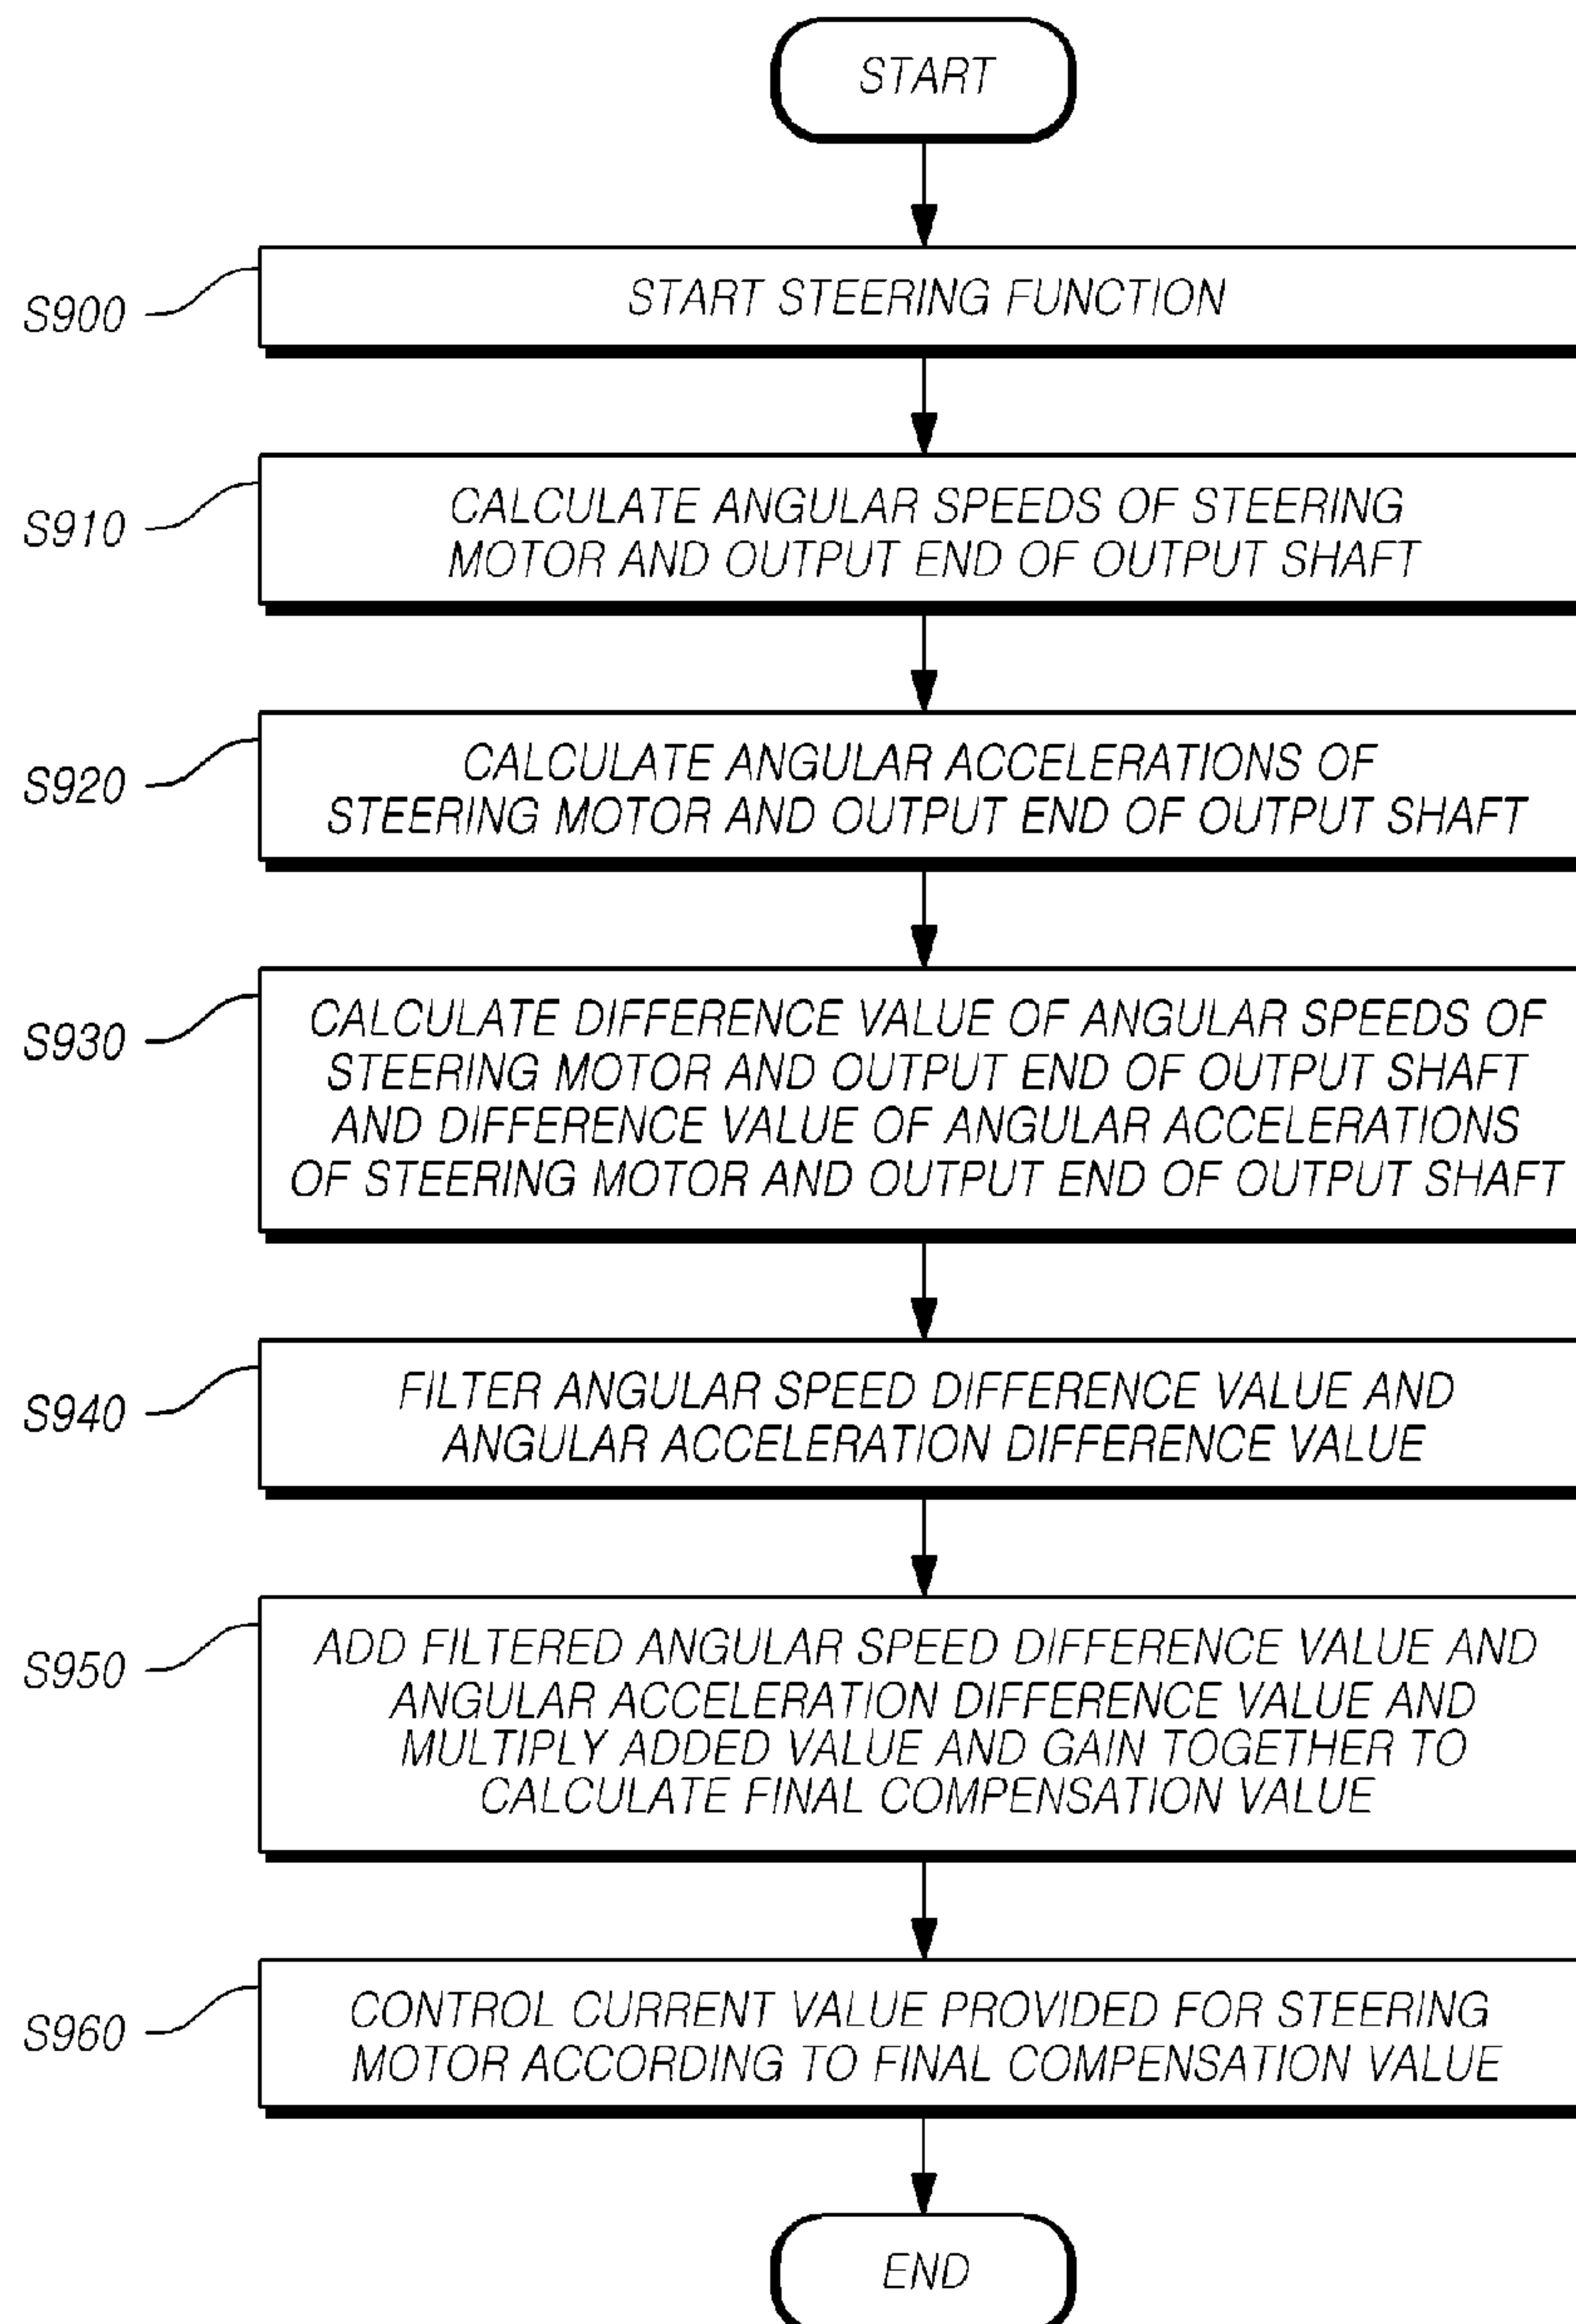 START
S900
START STEERING FUNCTION
S910
CALCULATE ANGULAR SPEEDS OF STEERING
MOTOR AND OUTPUT END OF OUTPUT SHAFT
S920
CALCULATE ANGULAR ACCELERATIONS OF
STEERING MOTOR AND OUTPUT END OF OUTPUT SHAFT
S930
CALCULATE DIFFERENCE VALUE OF ANGULAR SPEEDS OF
STEERING MOTOR AND OUTPUT END OF OUTPUT SHAFT
AND DIFFERENCE VALUE OF ANGULAR ACCELERATIONS
OF STEERING MOTOR AND OUTPUT END OF OUTPUT SHAFT
S940
FILTER ANGULAR SPEED DIFFERENCE VALUE AND
ANGULAR ACCELERATION DIFFERENCE VALUE
S950
ADD FILTERED ANGULAR SPEED DIFFERENCE VALUE AND
ANGULAR ACCELERATION DIFFERENCE VALUE AND
MULTIPLY ADDED VALUE AND GAIN TOGETHER TO
CALCULATE FINAL COMPENSATION VALUE
S960
CONTROL CURRENT VALUE PROVIDED FOR STEERING
MOTOR ACCORDING TO FINAL COMPENSATION VALUE
END